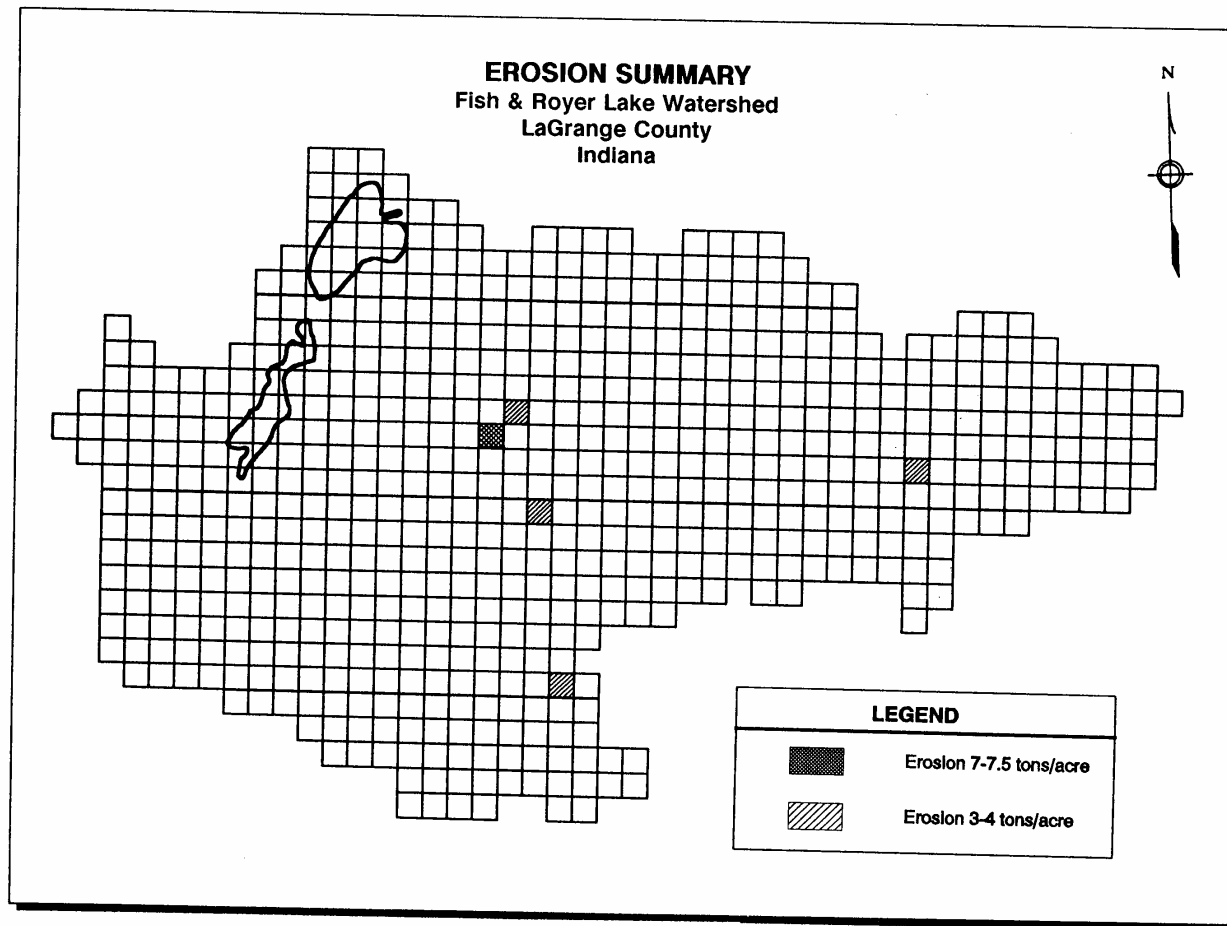 EROSION SUMMARY
Fish & Royer Lake Watershed
LaGrange County
Indiana
N
LEGEND
Erosion 7-7.5 tons/acre
Erosion 3-4 tons/acre